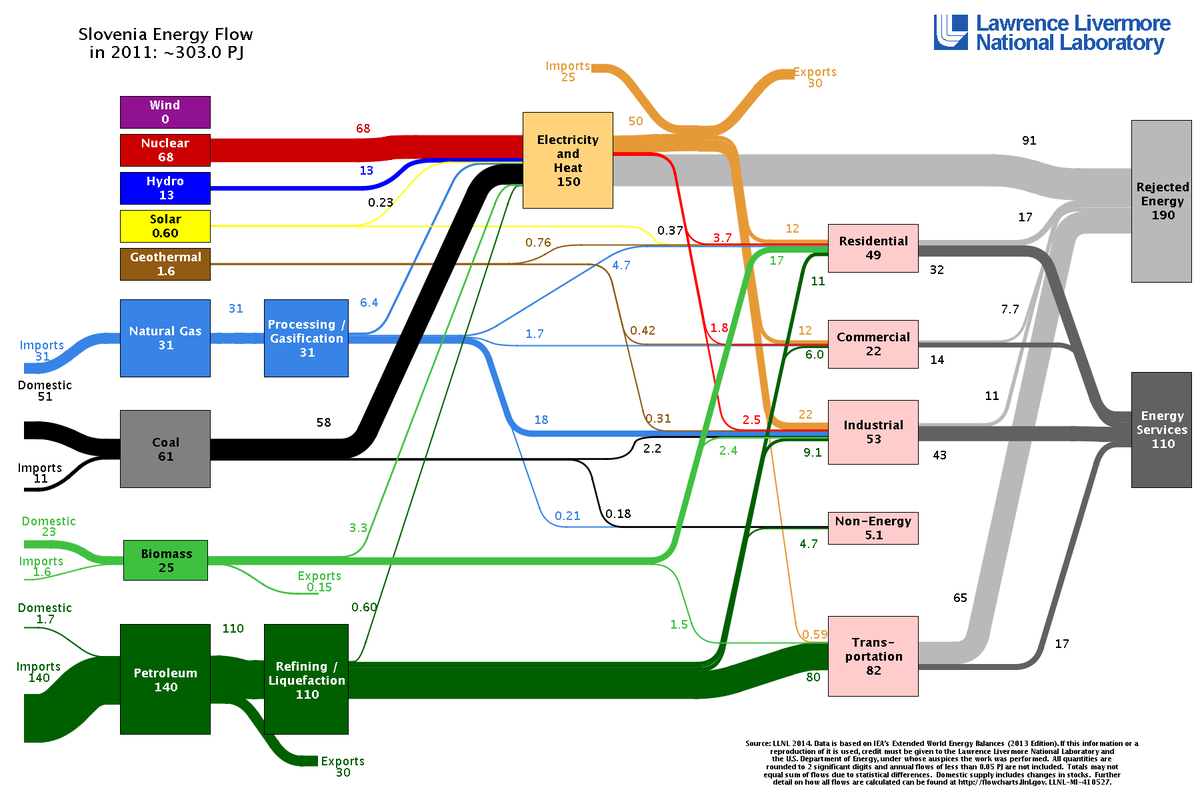 Slovenia Energy Flow
in 2011: ~303.0 PJ
Lawrence Livermore
National Laboratory
Imports
25
Exports
30
Wind
0
Nuclear
68
Hydro
13
Solar
0.60
Geothermal
1.6
68
13
0.23
Electricity
and
Heat
150
50
91
Rejected
Energy
190
0.76
0.37
4.7
3.7
12
17
Residential
49
17
32
11
Imports
31
Natural Gas
31
31
Processing /
Gasification
31
6.4
1.7
0.42
1.8
12
6.0
Commercial
22
7.7
14
Domestic
51
Imports
11
Coal
61
58
18
0.31
2.2
2.5
2.4
22
9.1
Industrial
53
11
43
Energy
Services
110
0.21
0.18
4.7
Non-Energy
5.1
Domestic
23
Imports
1.6
Biomass
25
3.3
Exports
0.15
0.60
1.5
Domestic
1.7
Imports
140
Petroleum
140
110
Refining /
Liquefaction
110
Exports
30
0.59
80
Trans-
portation
82
65
17
Source: LLNL 2014. Data is based on IEA's Extended World Energy Balances (2013 Edition). If this information or a
reproduction of it is used, credit must be given to the Lawrence Livermore National Laboratory and
the U.S. Department of Energy, under whose auspices the work was performed. All quantities are
rounded to 2 significant digits and annual flows of less than 0.05 PJ are not included. Totals may not
equal sum of flows due to statistical differences. Domestic supply includes changes in stocks. Further
detail on how all flows are calculated can be found at http://flowcharts.llnl.gov. LLNL-MI-410527.